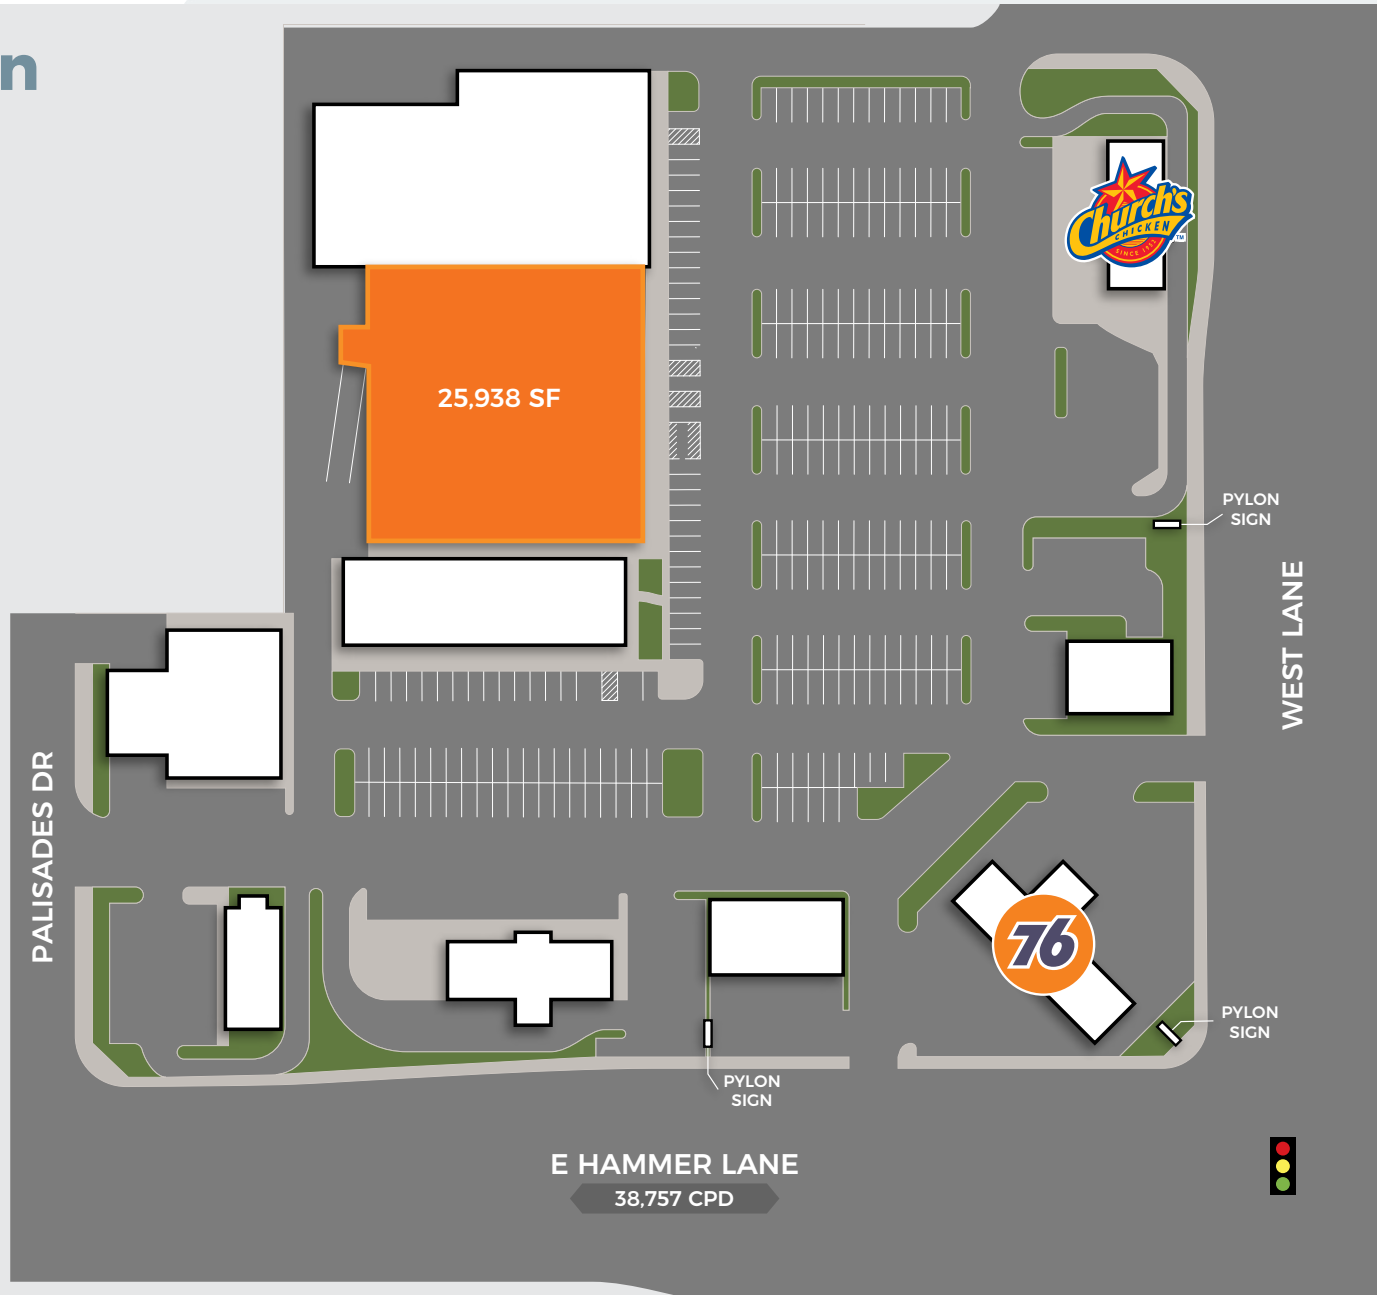 n
Church's
CHICKEN
TM
SINCE 1952
25,938 SF
PYLON
SIGN
WEST LANE
PALISADES DR
76
PYLON
SIGN
PYLON
SIGN
E HAMMER LANE
38,757 CPD